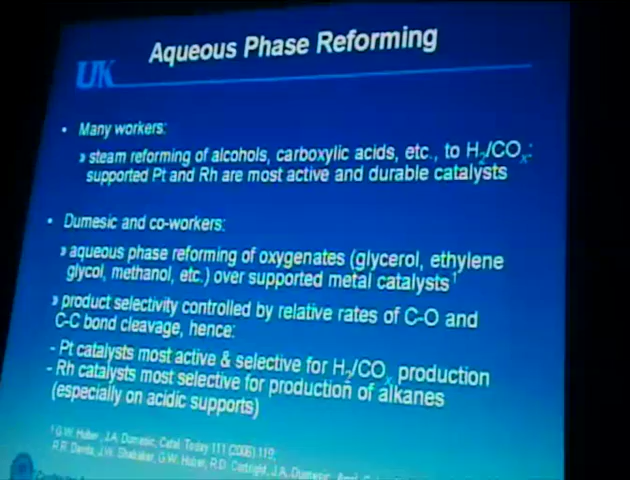 Aqueous Phase Reforming
UK
• Many workers:
» steam reforming of alcohols, carboxylic acids, etc., to H₂/COₓ:
supported Pt and Rh are most active and durable catalysts
• Dumesic and co-workers:
» aqueous phase reforming of oxygenates (glycerol, ethylene
glycol, methanol, etc.) over supported metal catalysts¹
» product selectivity controlled by relative rates of C-O and
C-C bond cleavage, hence:
- Pt catalysts most active & selective for H₂/COₓ production
- Rh catalysts most selective for production of alkanes
(especially on acidic supports)
¹ G.W. Huber, J.A. Dumesic, Catal. Today 111 (2006) 119;
R.R. Davda, J.W. Shabaker, G.W. Huber, R.D. Cortright, J.A. Dumesic,